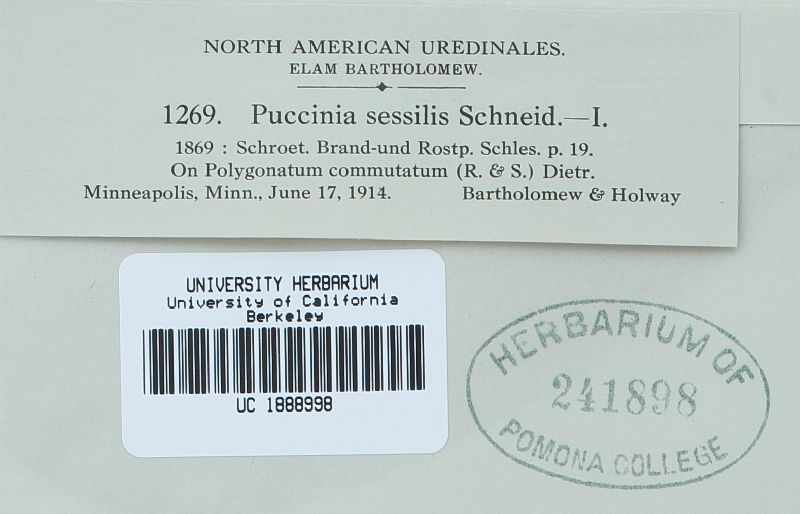 NORTH AMERICAN UREDINALES.
ELAM BARTHOLOMEW.
1269. Puccinia sessilis Schneid.—I.
1869 : Schroet. Brand-und Rostp. Schles. p. 19.
On Polygonatum commutatum (R. & S.) Dietr.
Minneapolis, Minn., June 17, 1914. Bartholomew & Holway
UNIVERSITY HERBARIUM
University of California
Berkeley
UC 1888998
HERBARIUM OF
241898
POMONA COLLEGE